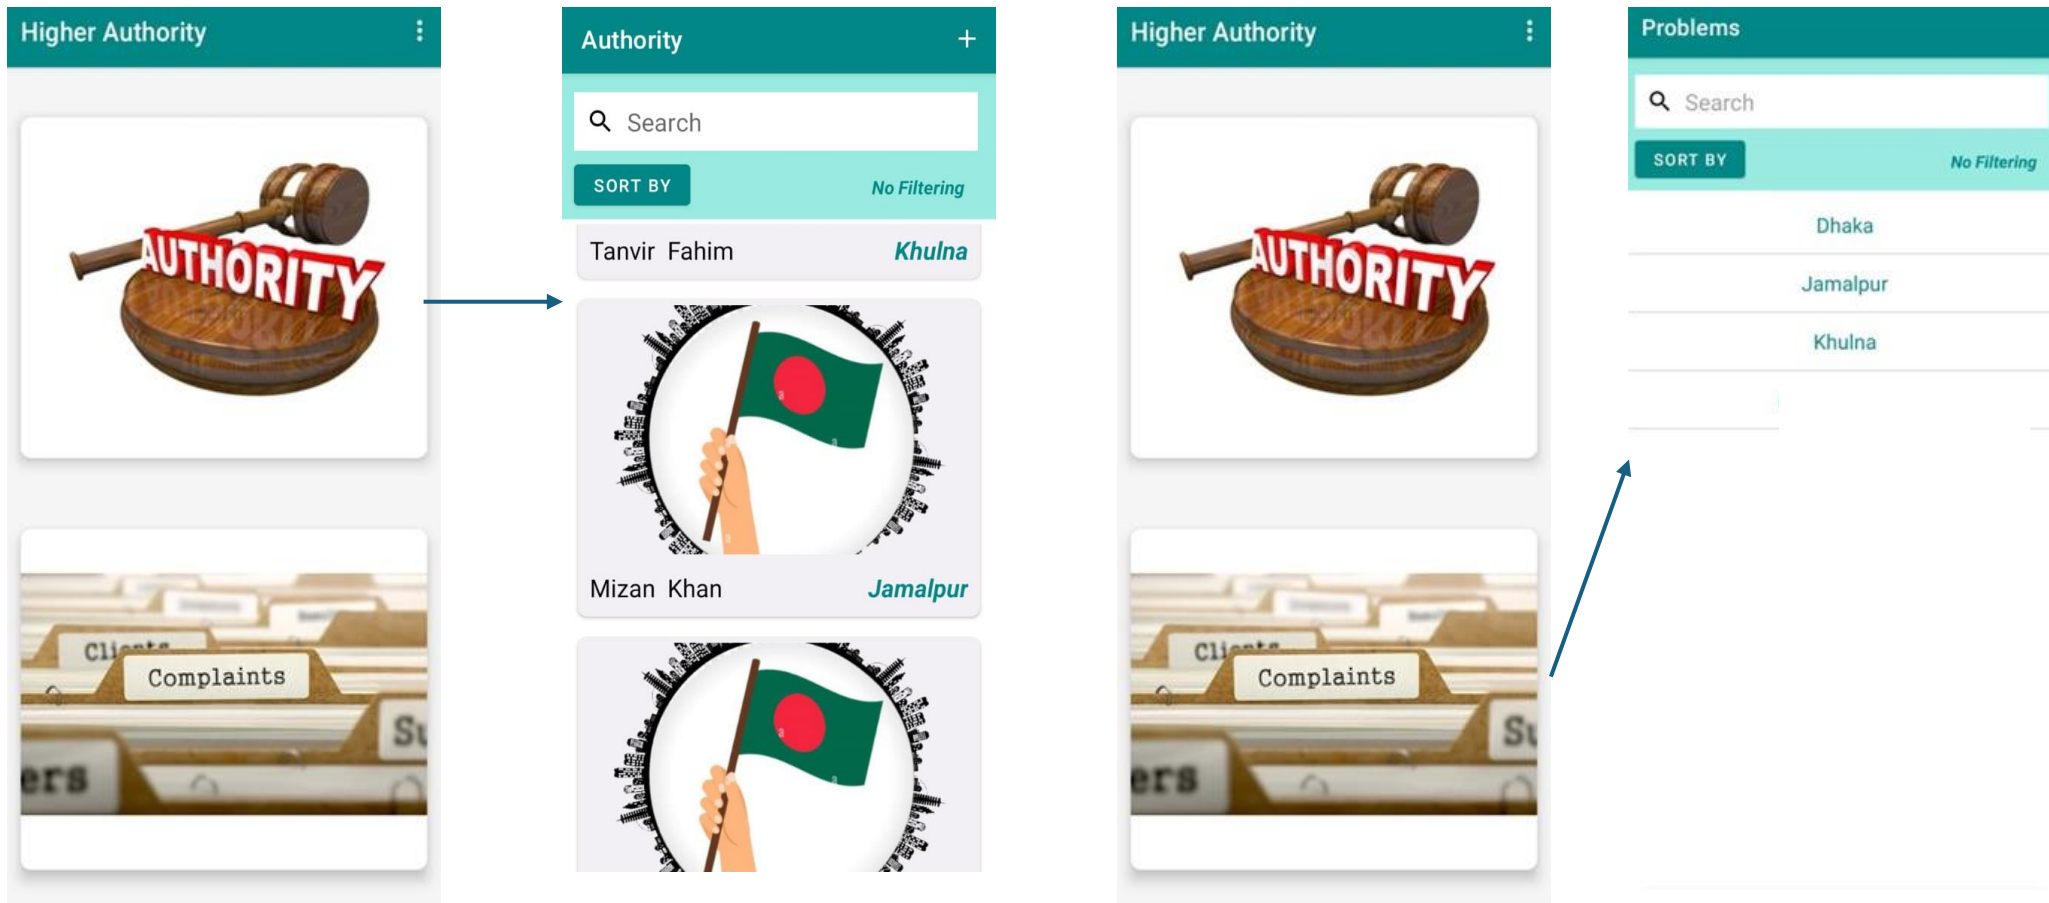 Higher Authority
AUTHORITY
Clients
Complaints
Su
ers
Authority +
Search
SORT BY
No Filtering
Tanvir Fahim
Khulna
Mizan Khan
Jamalpur
Higher Authority
AUTHORITY
Clients
Complaints
Su
ers
Problems
Search
SORT BY
No Filtering
Dhaka
Jamalpur
Khulna